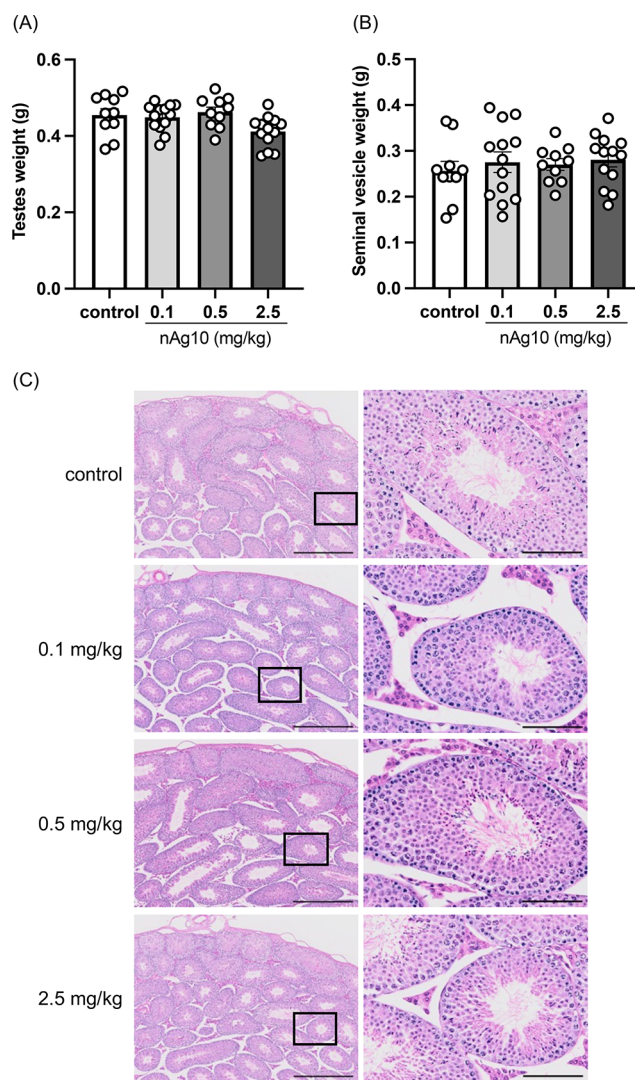 (A)
Testes weight (g)
0.6
0.4
0.2
0.0
control
0.1
0.5
2.5
nAg10 (mg/kg)
(B)
Seminal vesicle weight (g)
0.5
0.4
0.3
0.2
0.1
0.0
control
0.1
0.5
2.5
nAg10 (mg/kg)
(C)
control
0.1 mg/kg
0.5 mg/kg
2.5 mg/kg